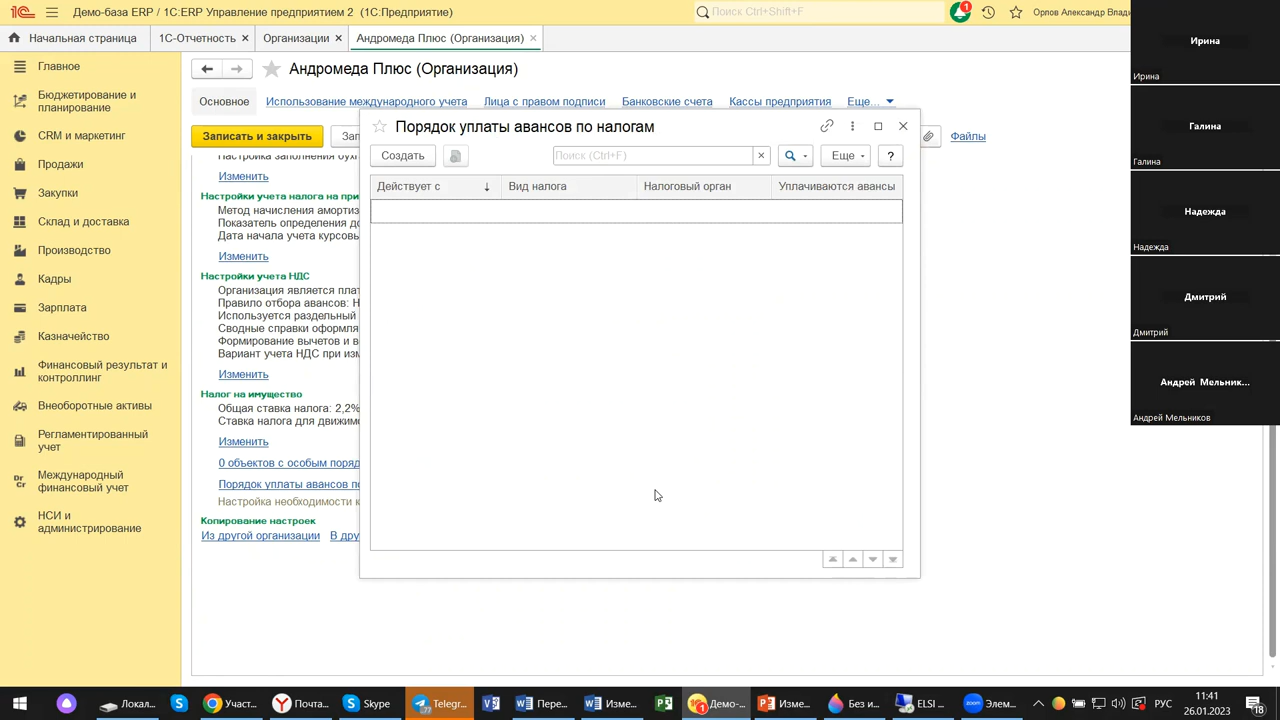 Демо-база ERP / 1С:ERP Управление предприятием 2 (1С:Предприятие)
Поиск Ctrl+Shift+F
1
Орлов Александр Влади
Начальная страница
1С-Отчетность
Организации
Андромеда Плюс (Организация)
Главное
Бюджетирование и
планирование
CRM и маркетинг
Продажи
Закупки
Склад и доставка
Производство
Кадры
Зарплата
Казначейство
Финансовый результат и
контроллинг
Внеоборотные активы
Регламентированный
учет
Международный
финансовый учет
НСИ и
администрирование
Андромеда Плюс (Организация)
Основное
Использование международного учета
Лица с правом подписи
Банковские счета
Кассы предприятия
Еще...
Записать и закрыть
Зап
Файлы
Настройка заполнения бухг
Изменить
Настройки учета налога на при
Метод начисления амортиз
Показатель определения до
Дата начала учета курсовь
Изменить
Настройки учета НДС
Организация является плат
Правило отбора авансов: Н
Используется раздельный
Сводные справки оформля
Формирование вычетов и в
Вариант учета НДС при изм
Изменить
Налог на имущество
Общая ставка налога: 2,2%
Ставка налога для движимо
Изменить
0 объектов с особым поряд
Порядок уплаты авансов по
Настройка необходимости к
Копирование настроек
Из другой организации
В дру
Порядок уплаты авансов по налогам
Создать
Поиск (Ctrl+F)
Еще
?
Действует с
Вид налога
Налоговый орган
Уплачиваются авансы
Ирина
Ирина
Галина
Галина
Надежда
Надежда
Дмитрий
Дмитрий
Андрей Мельник...
Андрей Мельников
Локал...
Участ...
Почта...
Skype
Telegr...
Пере...
Изме...
Демо-...
Изме...
Без и...
ELSI ...
Элем...
РУС
11:41
26.01.2023
18